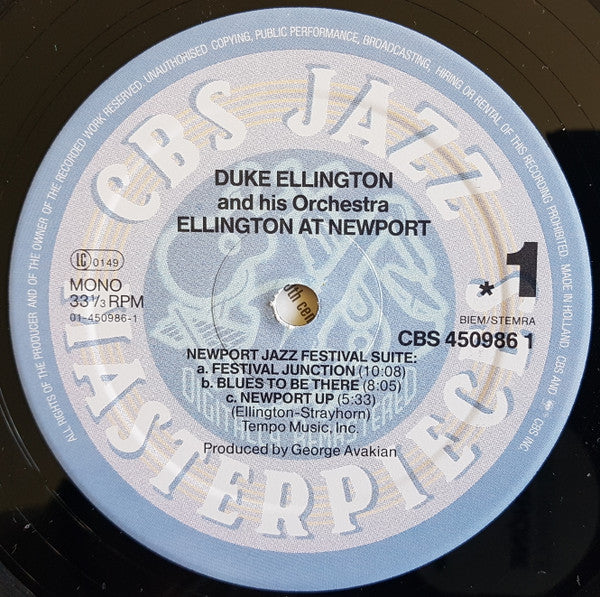 ALL RIGHTS OF THE PRODUCER AND OF THE OWNER OF THE RECORDED WORK RESERVED. UNAUTHORISED COPYING, PUBLIC PERFORMANCE, BROADCASTING, HIRING OR RENTAL OF THIS RECORDING PROHIBITED. MADE IN HOLLAND CBS AND ARE CBS INC.
CBS JAZZ
MASTERPIECES
DUKE ELLINGTON
and his Orchestra
ELLINGTON AT NEWPORT
LC 0149
MONO
33 1/3 RPM
01-450986-1
* 1
BIEM/STEMRA
CBS 450986 1
NEWPORT JAZZ FESTIVAL SUITE:
a. FESTIVAL JUNCTION (10:08)
b. BLUES TO BE THERE (8:05)
c. NEWPORT UP (5:33)
(Ellington-Strayhorn)
Tempo Music, Inc.
Produced by George Avakian
DIGITALLY REMASTERED